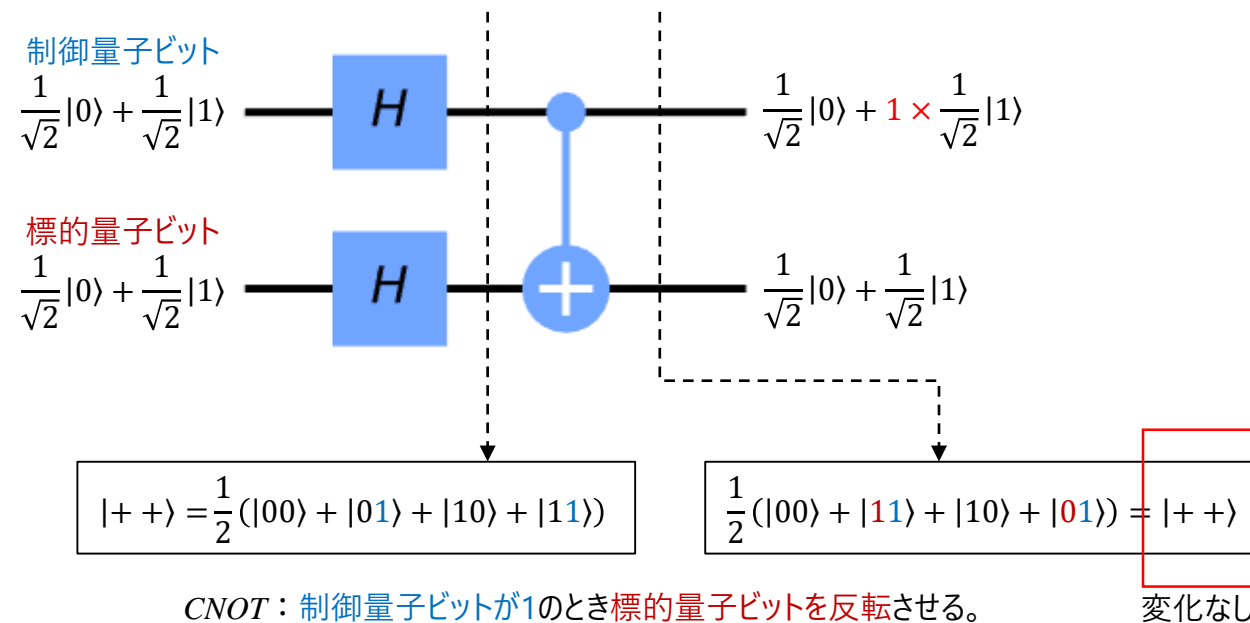 制御量子ビット
1/√2|0⟩ + 1/√2|1⟩
H
1/√2|0⟩ + 1 × 1/√2|1⟩
標的量子ビット
1/√2|0⟩ + 1/√2|1⟩
H
1/√2|0⟩ + 1/√2|1⟩
|+ +⟩ = 1/2(|00⟩ + |01⟩ + |10⟩ + |11⟩)
1/2(|00⟩ + |11⟩ + |10⟩ + |01⟩) = |+ +⟩
CNOT：制御量子ビットが1のとき標的量子ビットを反転させる。
変化なし